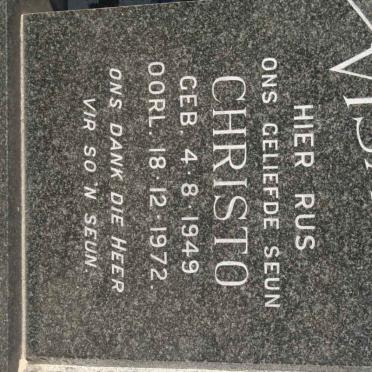 HIER RUS
ONS GELIEFDE SEUN
CHRISTO
GEB. 4·8·1949
OORL. 18·12·1972.
ONS DANK DIE HEER
VIR SO 'N SEUN.